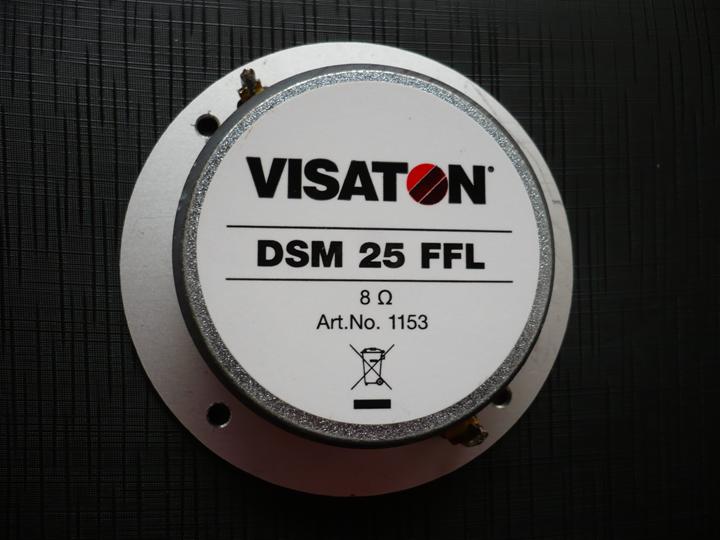 VISATON®
DSM 25 FFL
8 Ω
Art.No. 1153